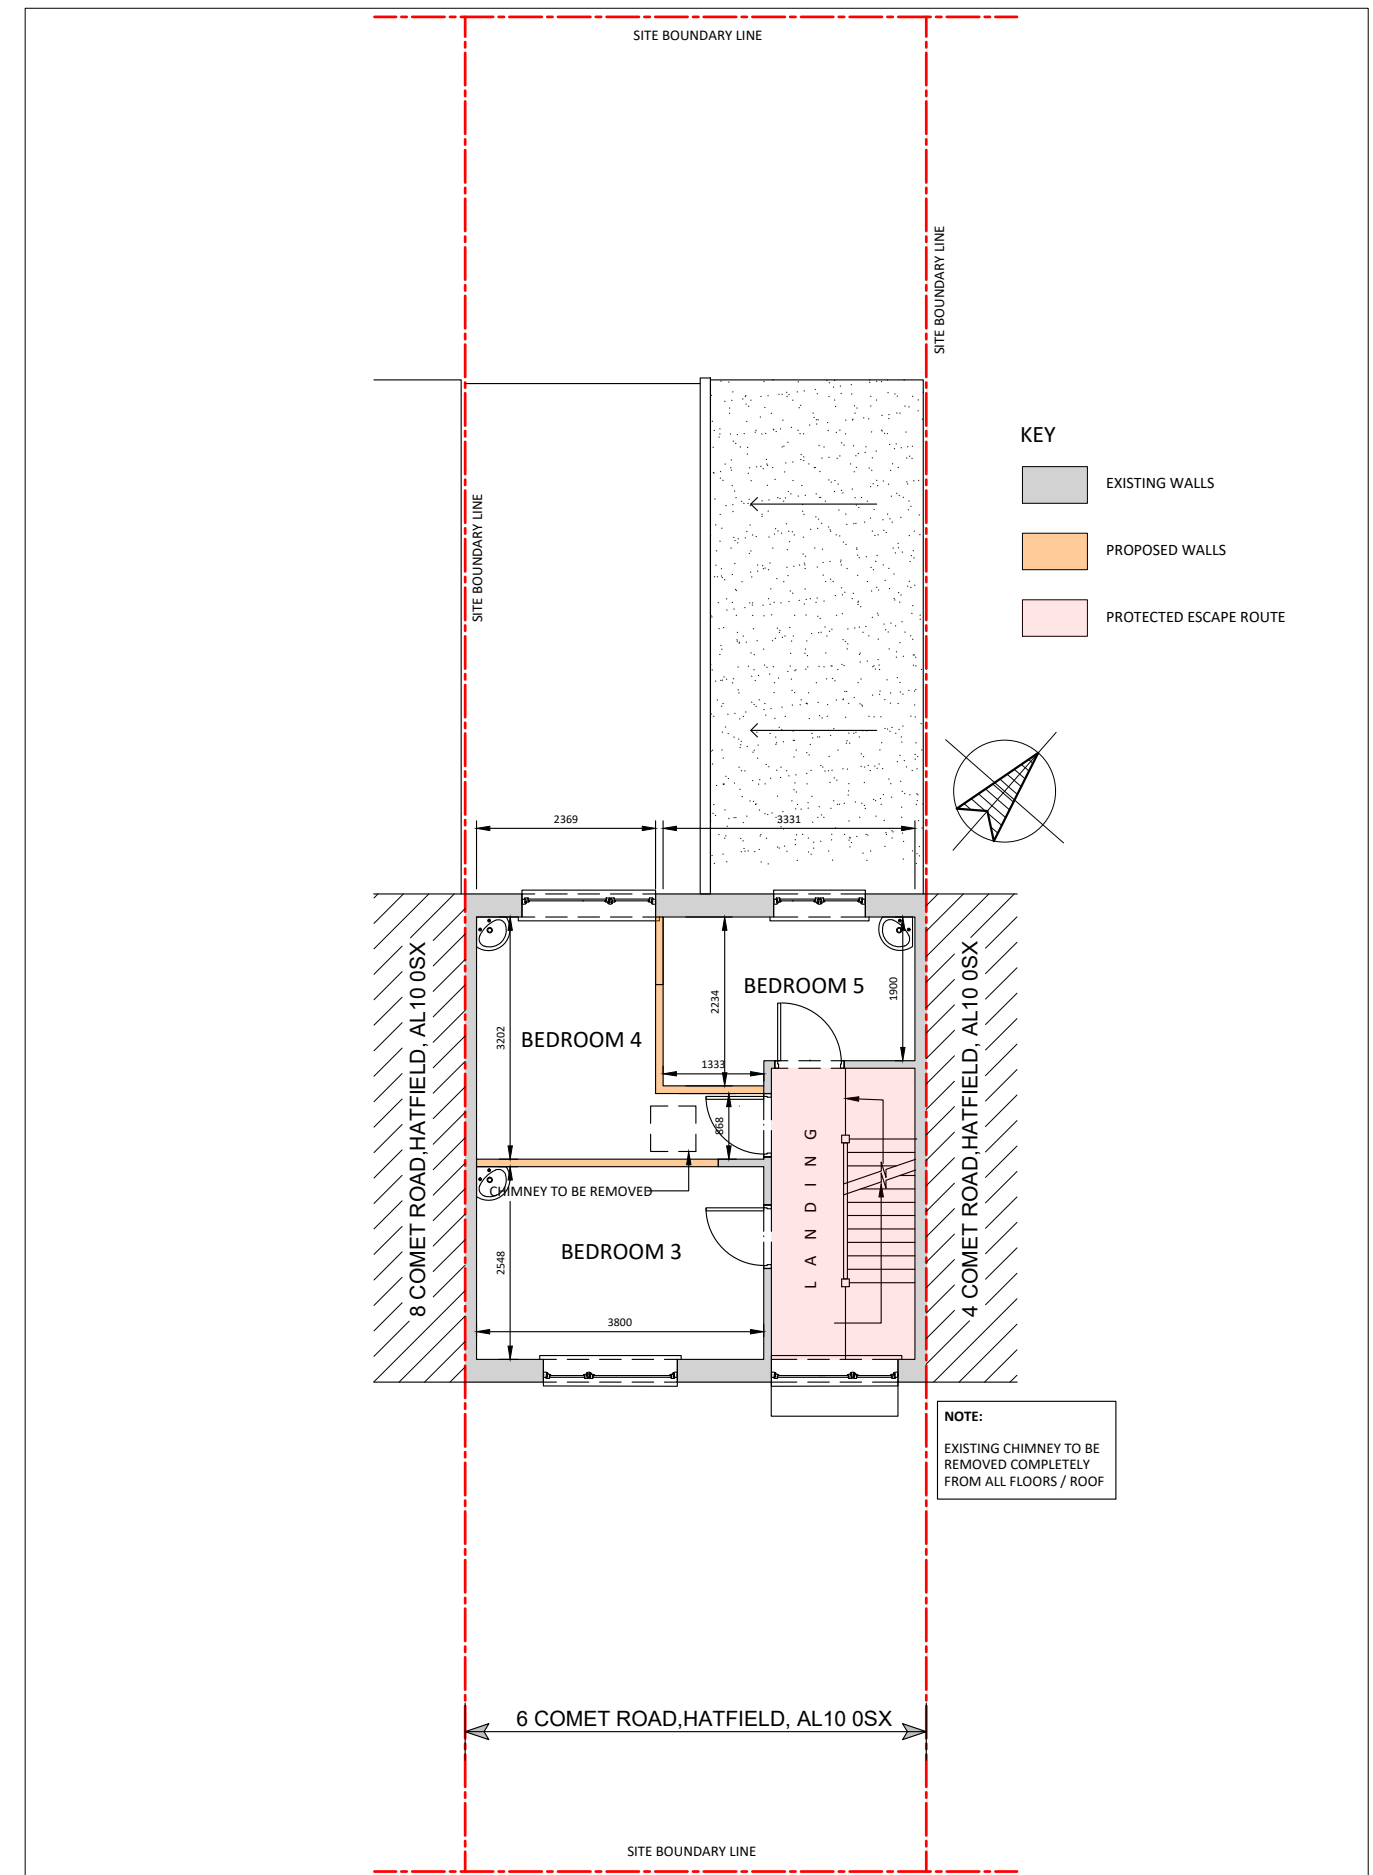 SITE BOUNDARY LINE
SITE BOUNDARY LINE
SITE BOUNDARY LINE
KEY
EXISTING WALLS
PROPOSED WALLS
PROTECTED ESCAPE ROUTE
2369
3331
8 COMET ROAD,HATFIELD, AL10 0SX
4 COMET ROAD,HATFIELD, AL10 0SX
BEDROOM 5
2234
1900
3202
BEDROOM 4
1333
868
LANDING
CHIMNEY TO BE REMOVED
BEDROOM 3
2548
3800
NOTE:
EXISTING CHIMNEY TO BE
REMOVED COMPLETELY
FROM ALL FLOORS / ROOF
6 COMET ROAD,HATFIELD, AL10 0SX
SITE BOUNDARY LINE